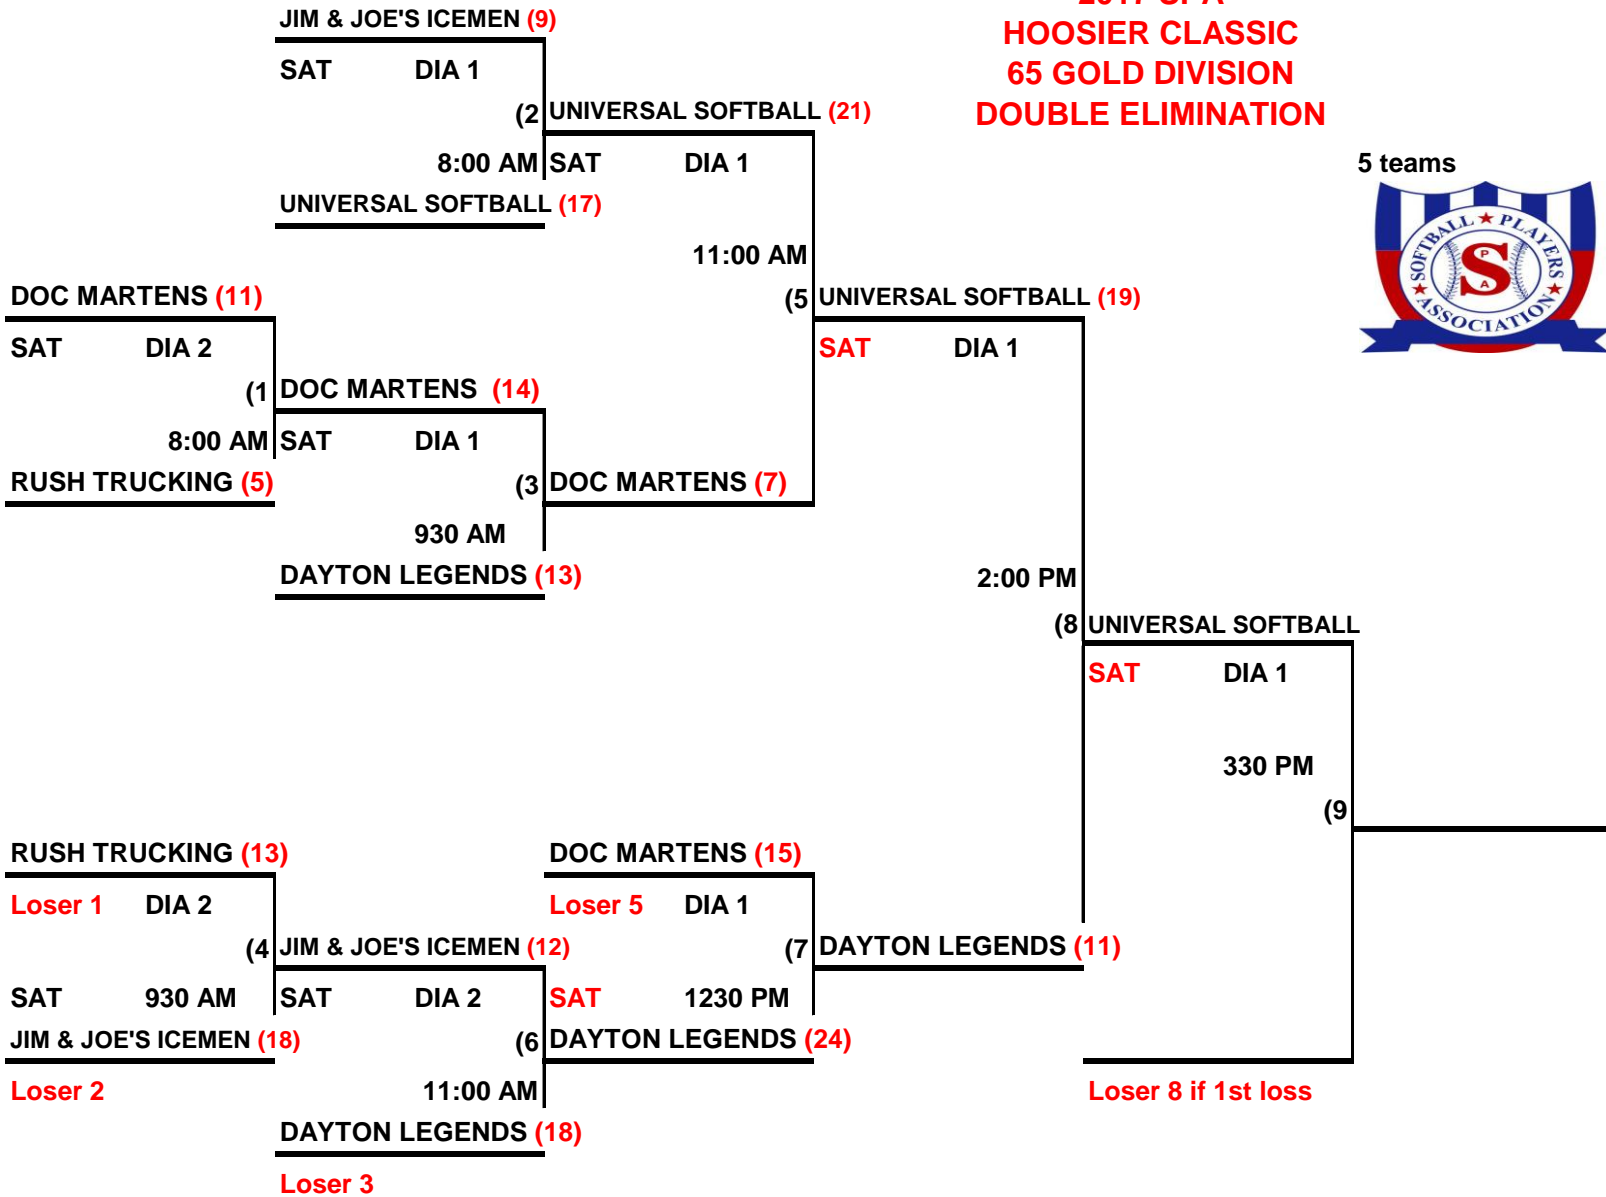 JIM & JOE'S ICEMEN (9)
HOOSIER CLASSIC
SAT DIA 1
65 GOLD DIVISION
(2 UNIVERSAL SOFTBALL (21)
DOUBLE ELIMINATION
8:00 AM SAT DIA 1
5 teams
UNIVERSAL SOFTBALL (17)
SOFTBALL ★ PLAYERS ★ ASSOCIATION ★
S
P
A
11:00 AM
DOC MARTENS (11)
(5 UNIVERSAL SOFTBALL (19)
SAT DIA 2
SAT DIA 1
(1 DOC MARTENS (14)
8:00 AM SAT DIA 1
RUSH TRUCKING (5)
(3 DOC MARTENS (7)
930 AM
DAYTON LEGENDS (13)
2:00 PM
(8 UNIVERSAL SOFTBALL
SAT DIA 1
330 PM
(9
RUSH TRUCKING (13)
DOC MARTENS (15)
Loser 1 DIA 2
Loser 5 DIA 1
(4 JIM & JOE'S ICEMEN (12)
(7 DAYTON LEGENDS (11)
SAT 930 AM SAT DIA 2
SAT 1230 PM
JIM & JOE'S ICEMEN (18)
(6 DAYTON LEGENDS (24)
Loser 2
11:00 AM
Loser 8 if 1st loss
DAYTON LEGENDS (18)
Loser 3